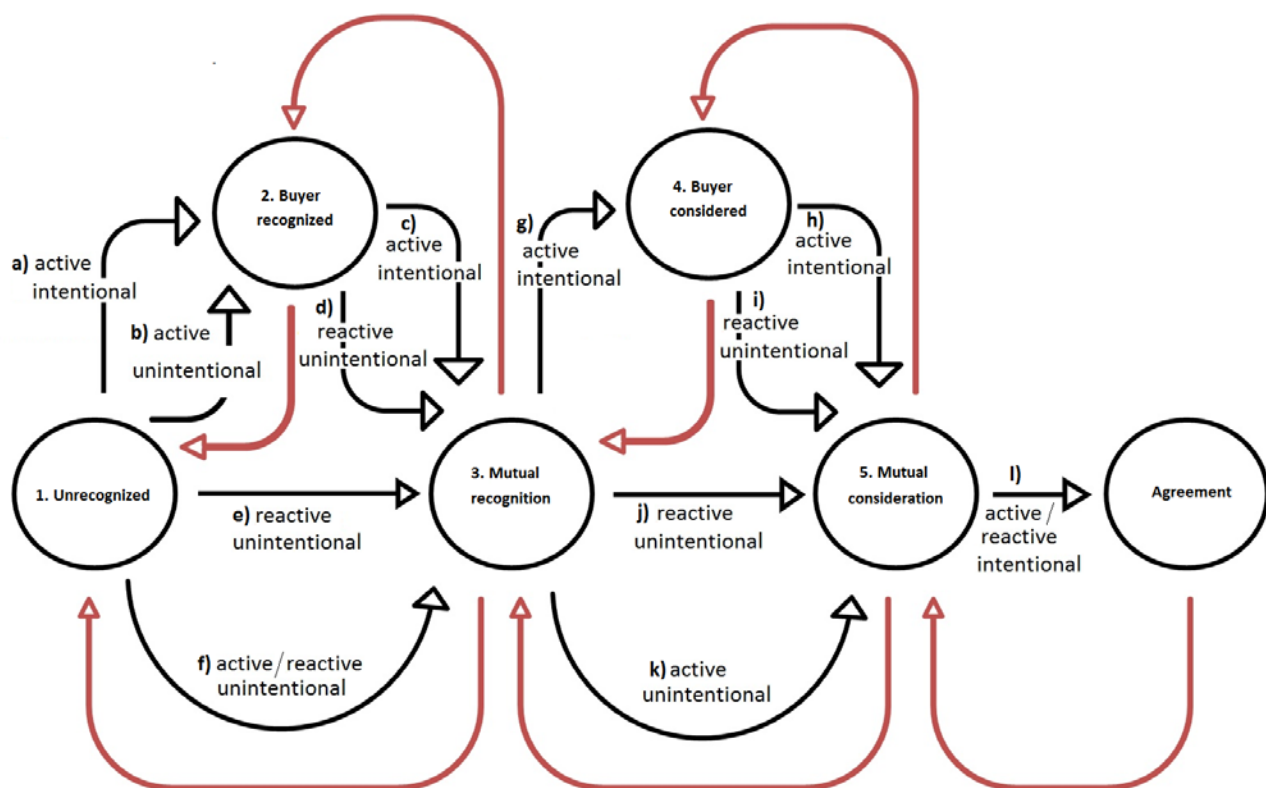 2. Buyer
recognized
4. Buyer
considered
a) active
intentional
b) active
unintentional
c)
active
intentional
d)
reactive
unintentional
g)
active
intentional
h)
active
intentional
i)
reactive
unintentional
1. Unrecognized
e) reactive
unintentional
3. Mutual
recognition
j) reactive
unintentional
5. Mutual
consideration
l)
active/
reactive
intentional
Agreement
f) active/reactive
unintentional
k) active
unintentional